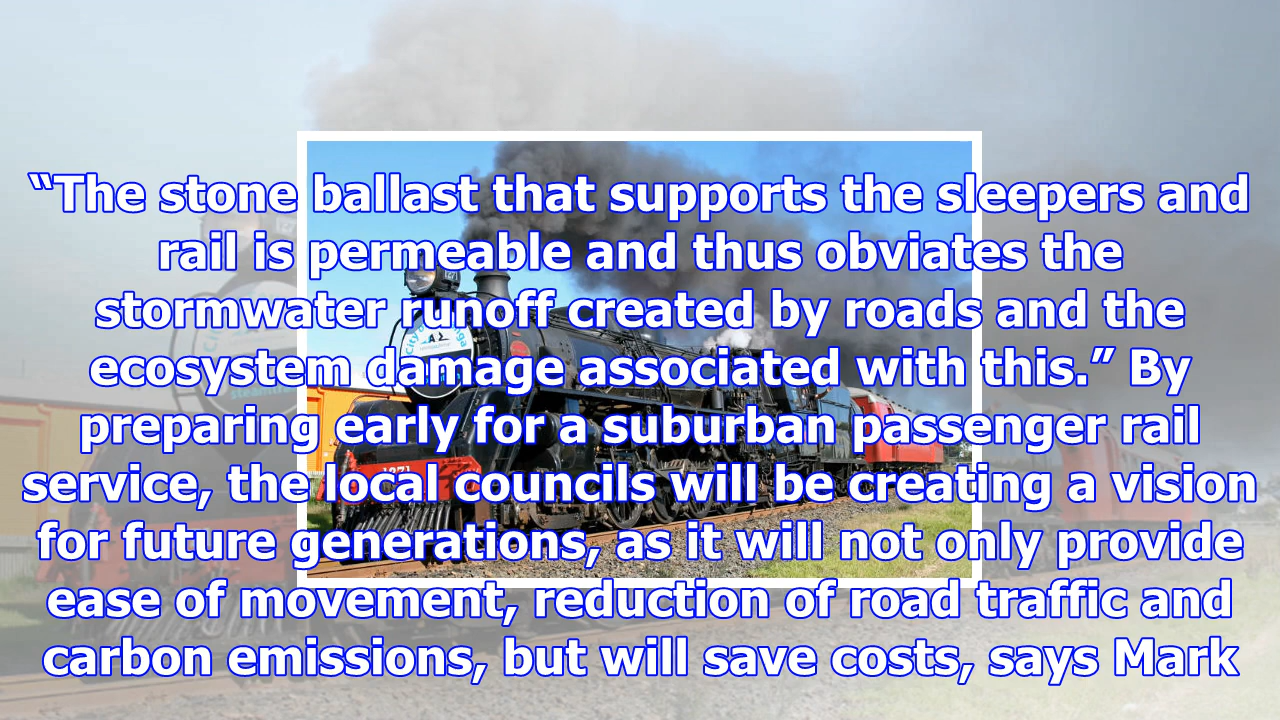 “The stone ballast that supports the sleepers and
rail is permeable and thus obviates the
stormwater runoff created by roads and the
ecosystem damage associated with this.” By
preparing early for a suburban passenger rail
service, the local councils will be creating a vision
for future generations, as it will not only provide
ease of movement, reduction of road traffic and
carbon emissions, but will save costs, says Mark
1271